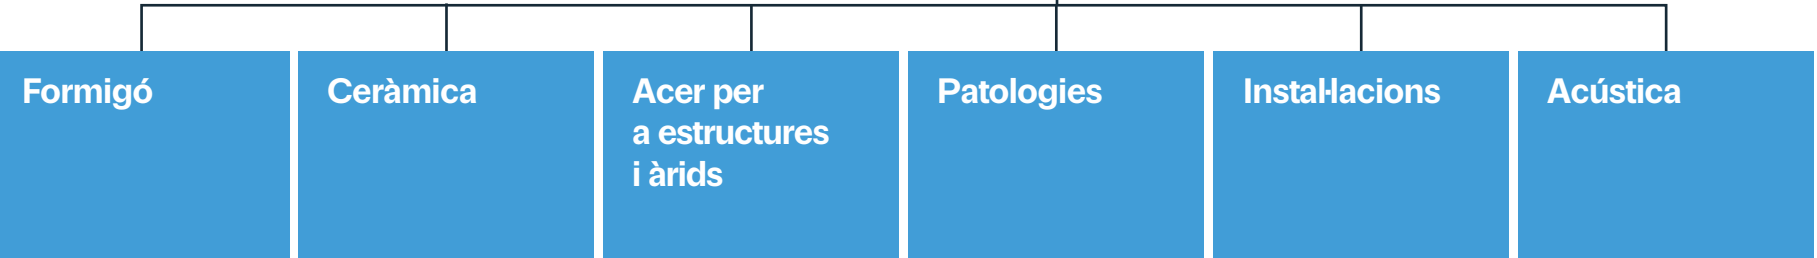 Formigó
Ceràmica
Acer per
a estructures
i àrids
Patologies
Instal·lacions
Acústica